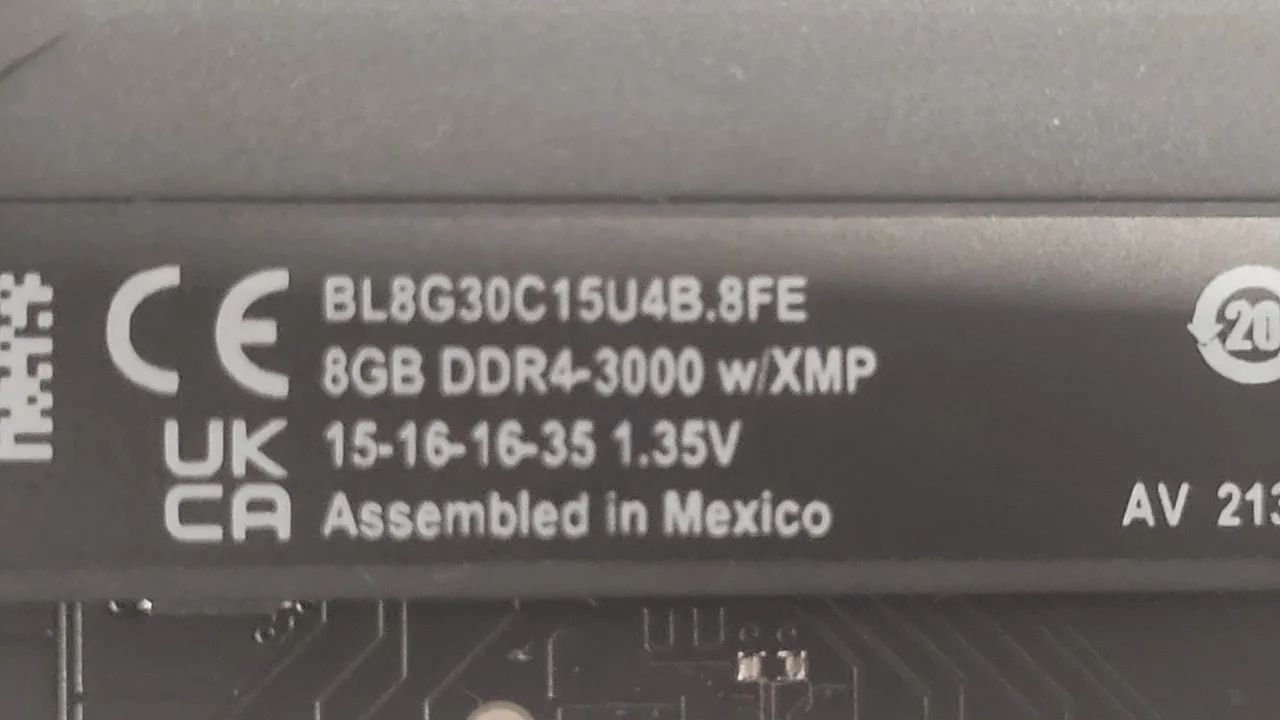 CE
BL8G30C15U4B.8FE
8GB DDR4-3000 w/XMP
15-16-16-35 1.35V
Assembled in Mexico
UK
CA
20
AV 213